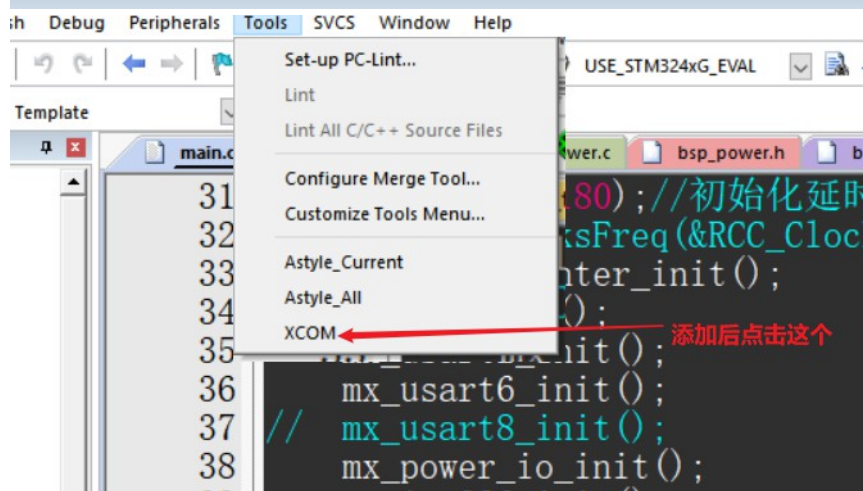 Debug Peripherals Tools SVCS Window Help
USE_STM324xG_EVAL
Template
Set-up PC-Lint...
Lint
Lint All C/C++ Source Files
Configure Merge Tool...
Customize Tools Menu...
Astyle_Current
Astyle_All
XCOM
添加后点击这个
main.c wer.c bsp_power.h b
31 80);//初始化延时
32 ksFreq(&RCC_Cloc
33 nter_init();
34 ();
35 init();
36 mx_usart6_init();
37 // mx_usart8_init();
38 mx_power_io_init();